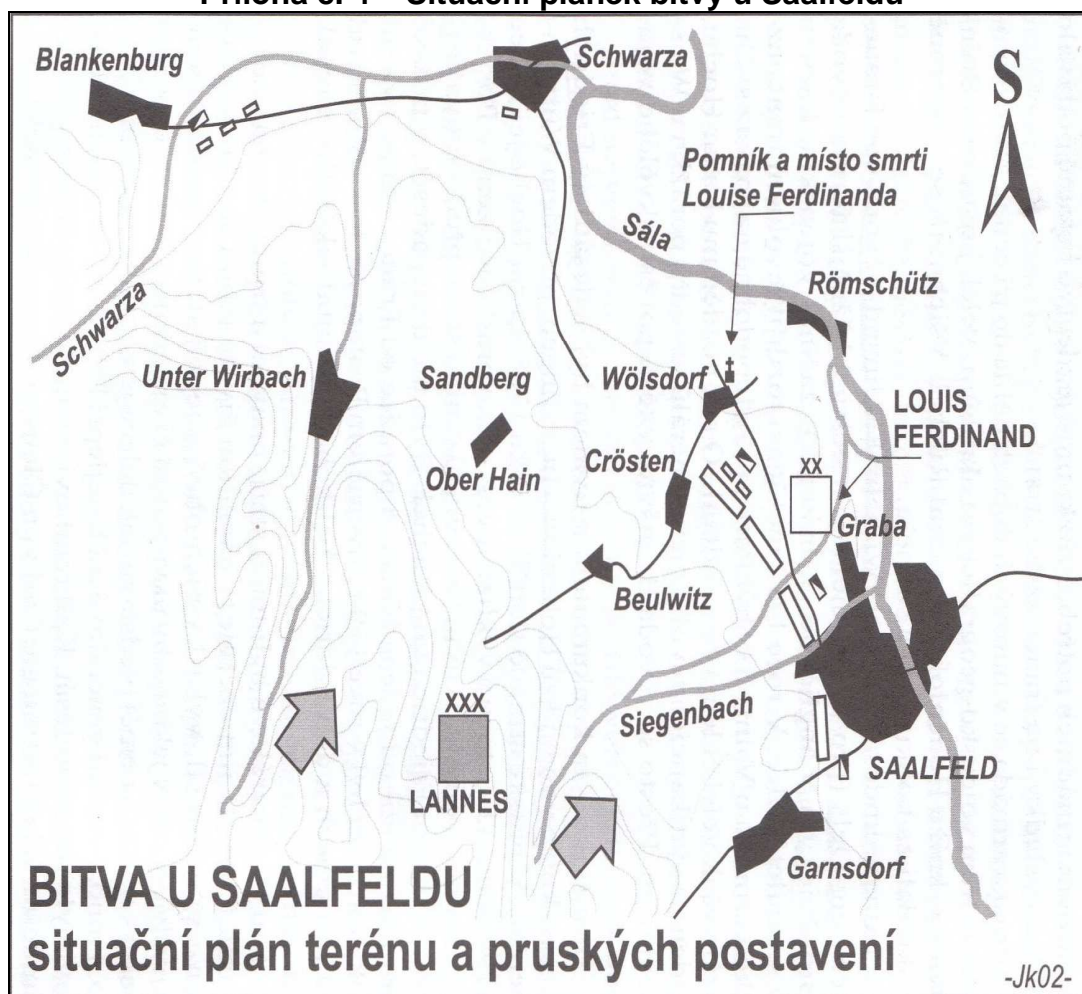 Příloha č. 4 – Situační plánek bitvy u Saalfeldu
Blankenburg
Schwarza
S
Pomník a místo smrti
Louise Ferdinanda
Sála
Römschütz
Schwarza
Unter Wirbach
Sandberg
Wölsdorf
LOUIS
FERDINAND
Ober Hain
Crösten
XX
Graba
Beulwitz
XXX
LANNES
Siegenbach
SAALFELD
Garnsdorf
BITVA U SAALFELDU
situační plán terénu a pruských postavení
-Jk02-